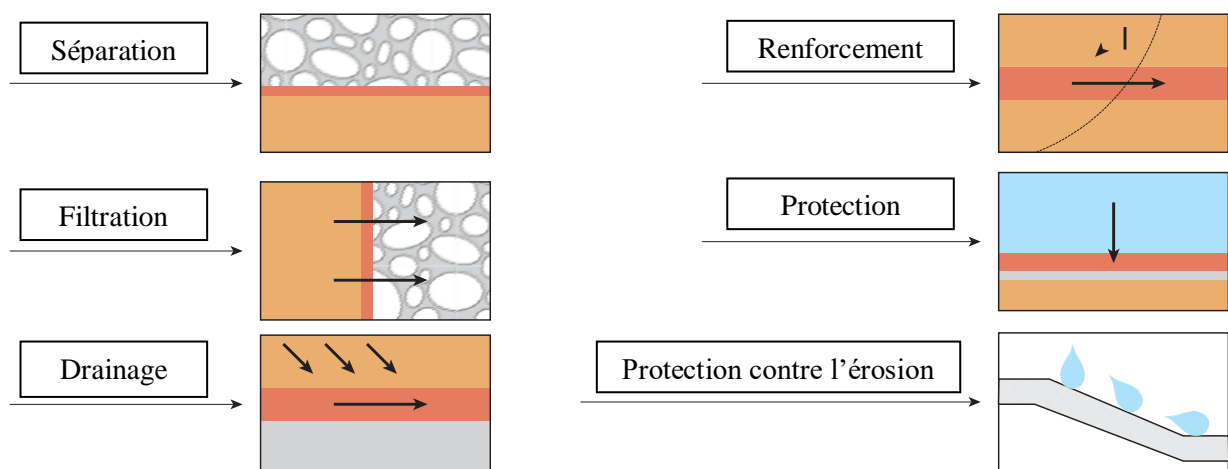 Séparation
Renforcement
Filtration
Protection
Drainage
Protection contre l'érosion